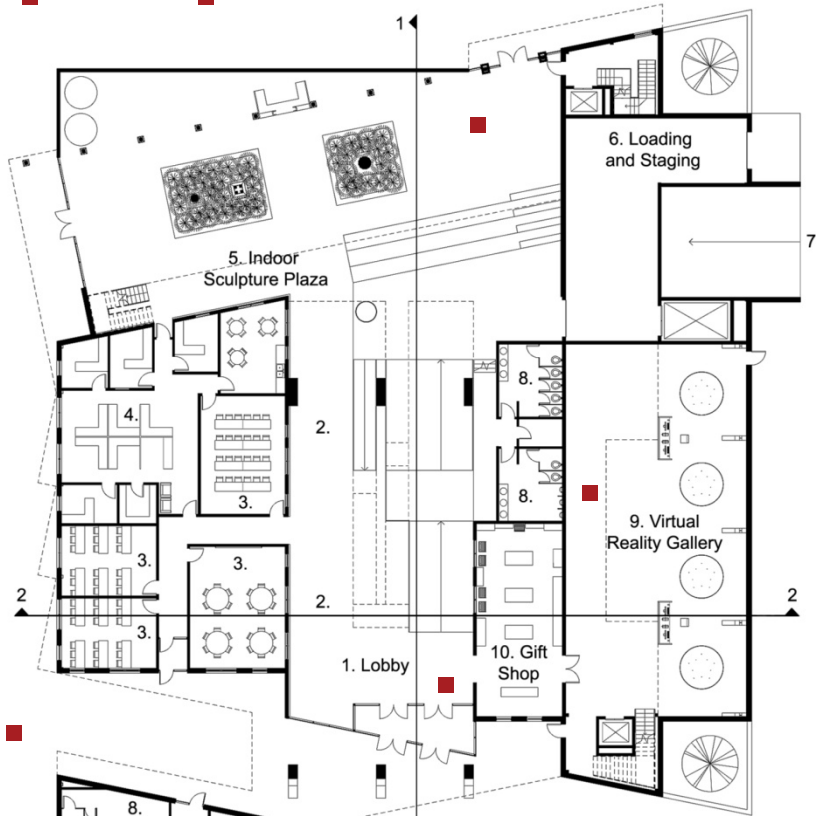 1
6. Loading
and Staging
7
5. Indoor
Sculpture Plaza
8.
4.
2.
3.
8.
9. Virtual
Reality Gallery
3.
3.
2
2.
2
3.
1. Lobby
10. Gift
Shop
8.